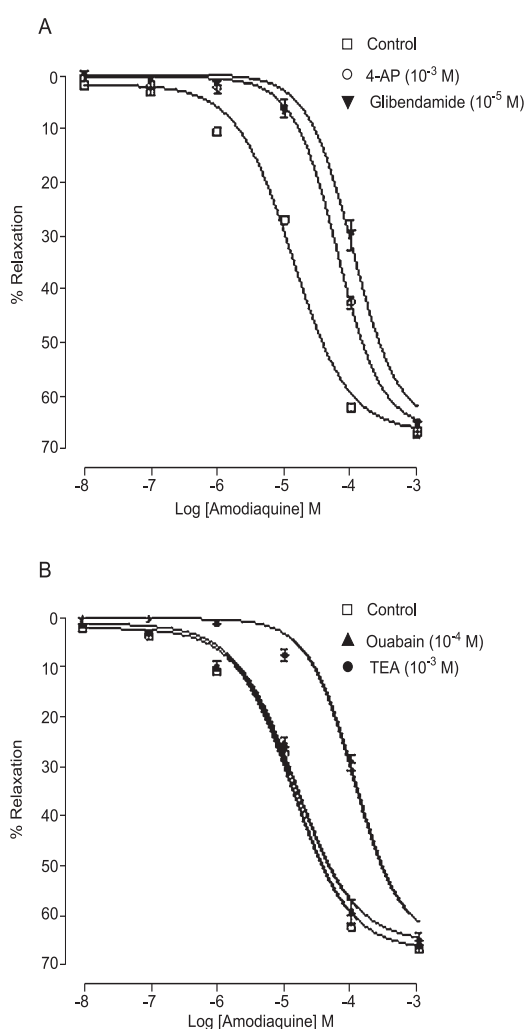 A
Control
4-AP (10-3 M)
Glibendamide (10-5 M)
0
10
20
30
40
50
60
70
% Relaxation
-8 -7 -6 -5 -4 -3
Log [Amodiaquine] M
B
Control
Ouabain (10-4 M)
TEA (10-3 M)
0
10
20
30
40
50
60
70
% Relaxation
-8 -7 -6 -5 -4 -3
Log [Amodiaquine] M